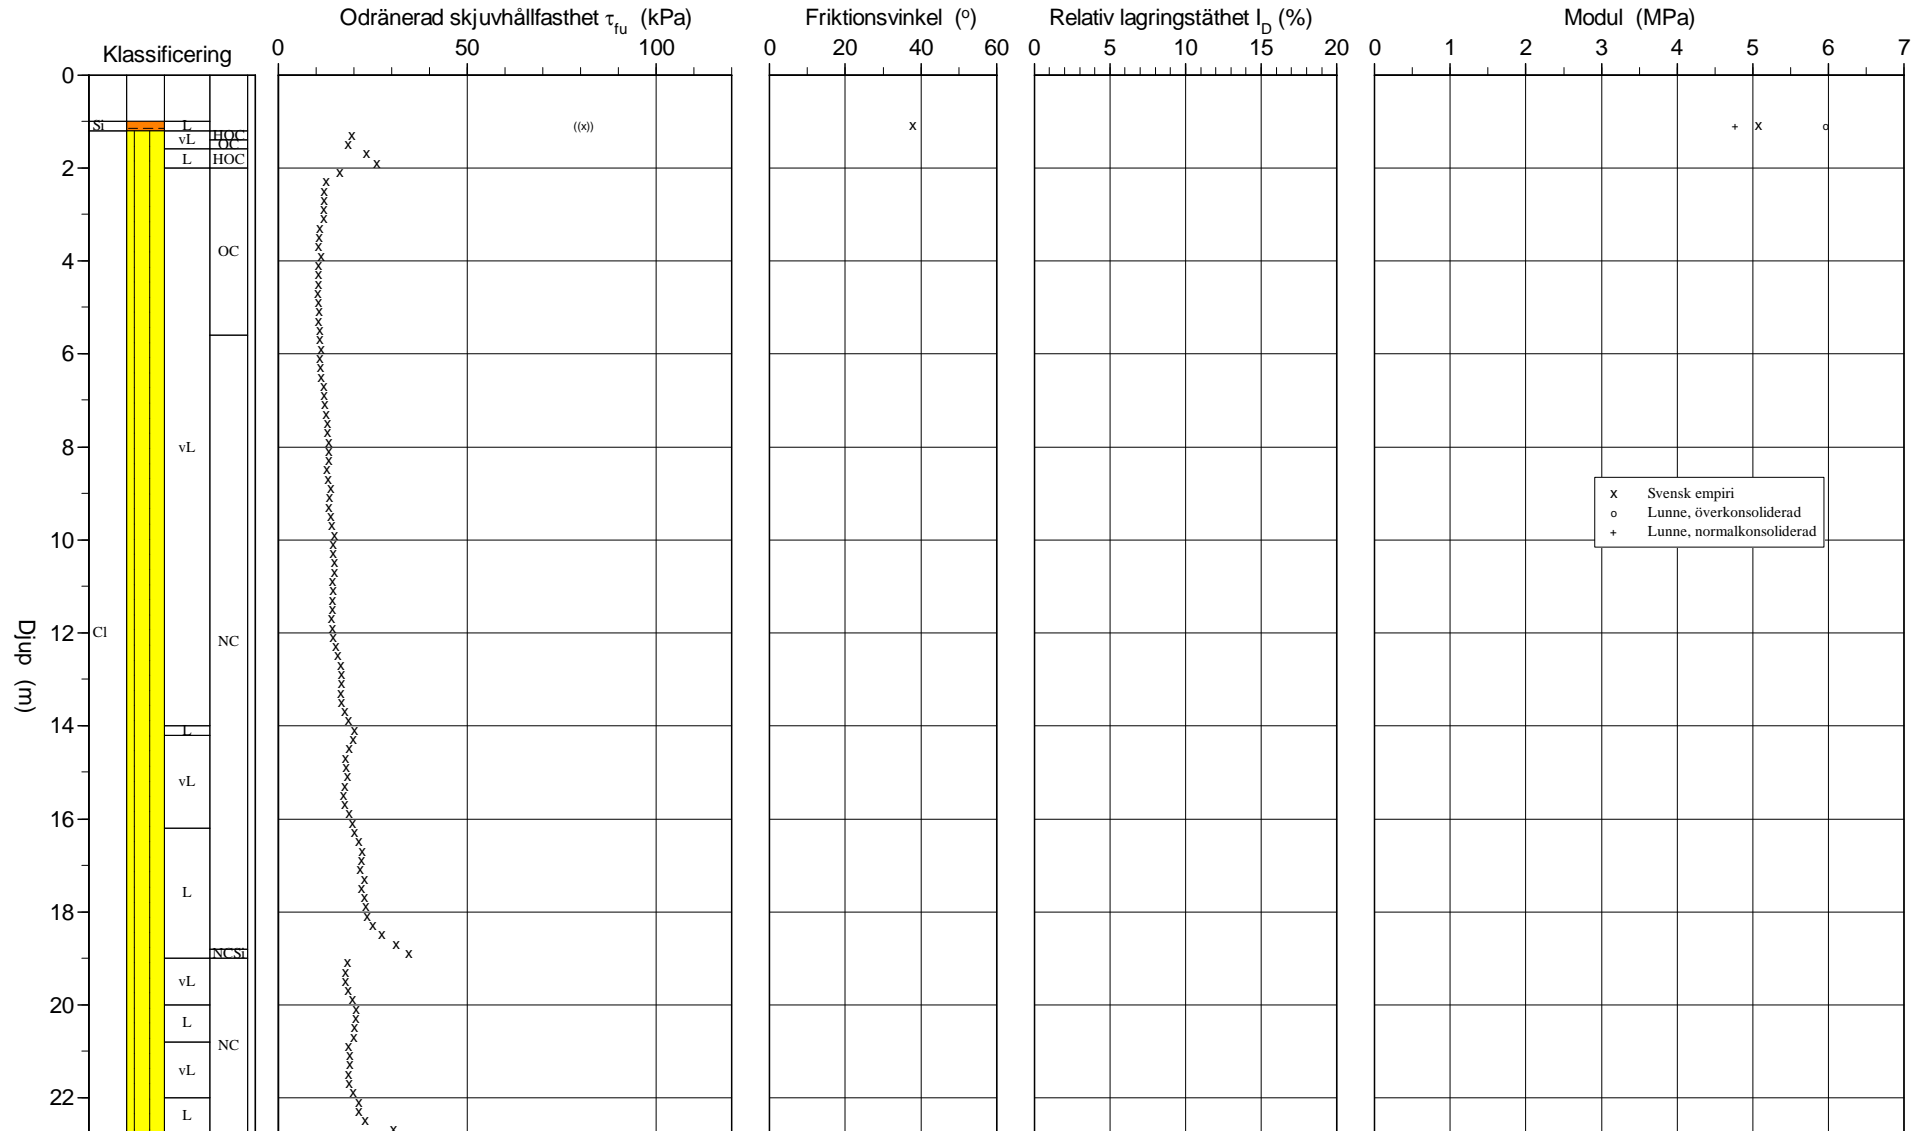 Odränerad skjuvhållfasthet τfu (kPa)
Friktionsvinkel (o)
Relativ lagringstäthet ID (%)
Modul (MPa)
Klassificering
0 50 100
0 20 40 60
0 5 10 15 20
0 1 2 3 4 5 6 7
0
Si L
((x))
HOC
vL
OC
L HOC
2
OC
4
6
vL
8
x Svensk empiri
o Lunne, överkonsoliderad
+ Lunne, normalkonsoliderad
10
Djup (m)
Cl
12
NC
14
L
vL
16
L
18
NCSi
vL
20
L
NC
vL
22
L